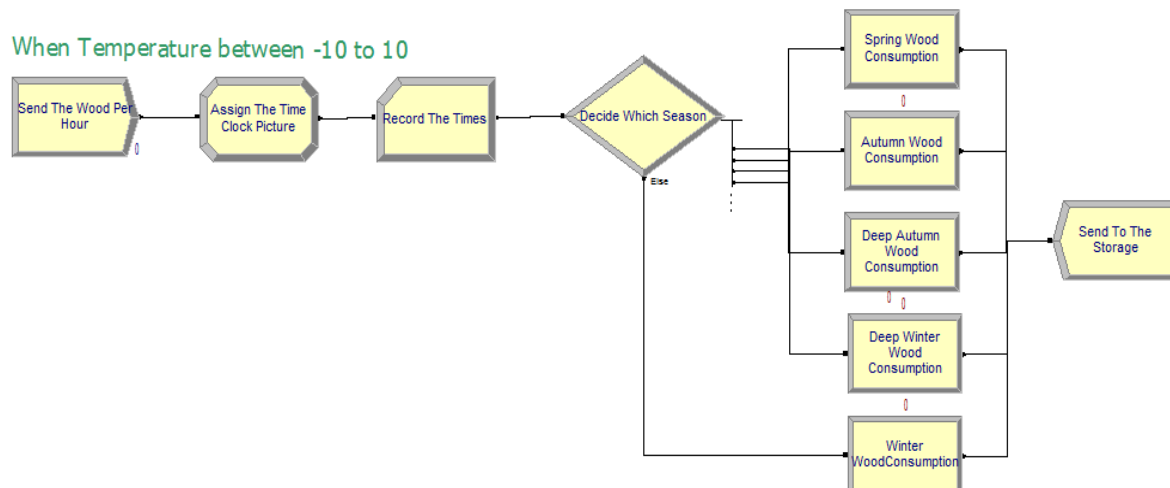 When Temperature between -10 to 10
Send The Wood Per
Hour
0
Assign The Time
Clock Picture
Record The Times
Decide Which Season
Else
Spring Wood
Consumption
0
Autumn Wood
Consumption
Deep Autumn
Wood
Consumption
0 0
Deep Winter
Wood
Consumption
0
Winter
WoodConsumption
Send To The
Storage